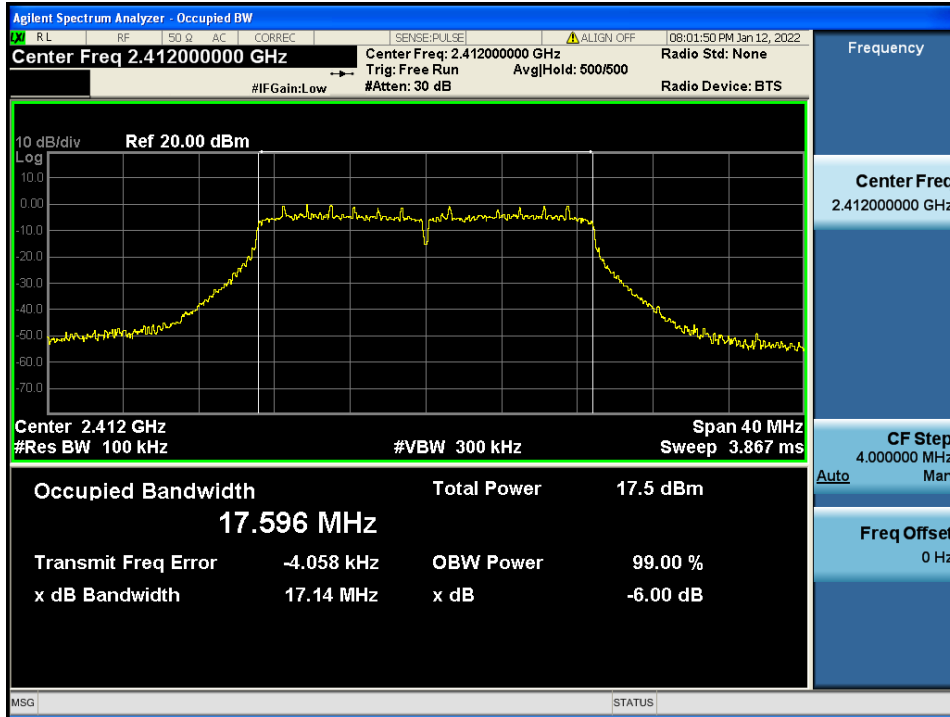 Agilent Spectrum Analyzer - Occupied BW
LXI RL RF 50 Ω AC CORREC SENSE:PULSE ALIGN OFF 08:01:50 PM Jan 12, 2022
Center Freq 2.412000000 GHz
Center Freq: 2.412000000 GHz
Radio Std: None
Trig: Free Run Avg|Hold: 500/500
#IFGain:Low
#Atten: 30 dB
Radio Device: BTS
10 dB/div Ref 20.00 dBm
Log
10.0
0.00
-10.0
-20.0
-30.0
-40.0
-50.0
-60.0
-70.0
Center 2.412 GHz
Span 40 MHz
#Res BW 100 kHz
#VBW 300 kHz
Sweep 3.867 ms
Occupied Bandwidth
Total Power 17.5 dBm
17.596 MHz
Transmit Freq Error -4.058 kHz
OBW Power 99.00 %
x dB Bandwidth 17.14 MHz
x dB -6.00 dB
MSG
STATUS
Frequency
Center Freq
2.412000000 GHz
CF Step
4.000000 MHz
Auto Man
Freq Offset
0 Hz